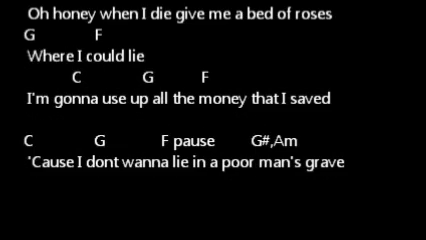 Oh honey when I die give me a bed of roses
G F
Where I could lie
C G F
I'm gonna use up all the money that I saved
C G F pause G#,Am
'Cause I dont wanna lie in a poor man's grave